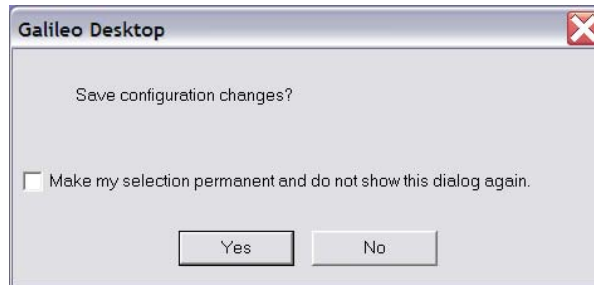 Galileo Desktop
Save configuration changes?
Make my selection permanent and do not show this dialog again.
Yes No